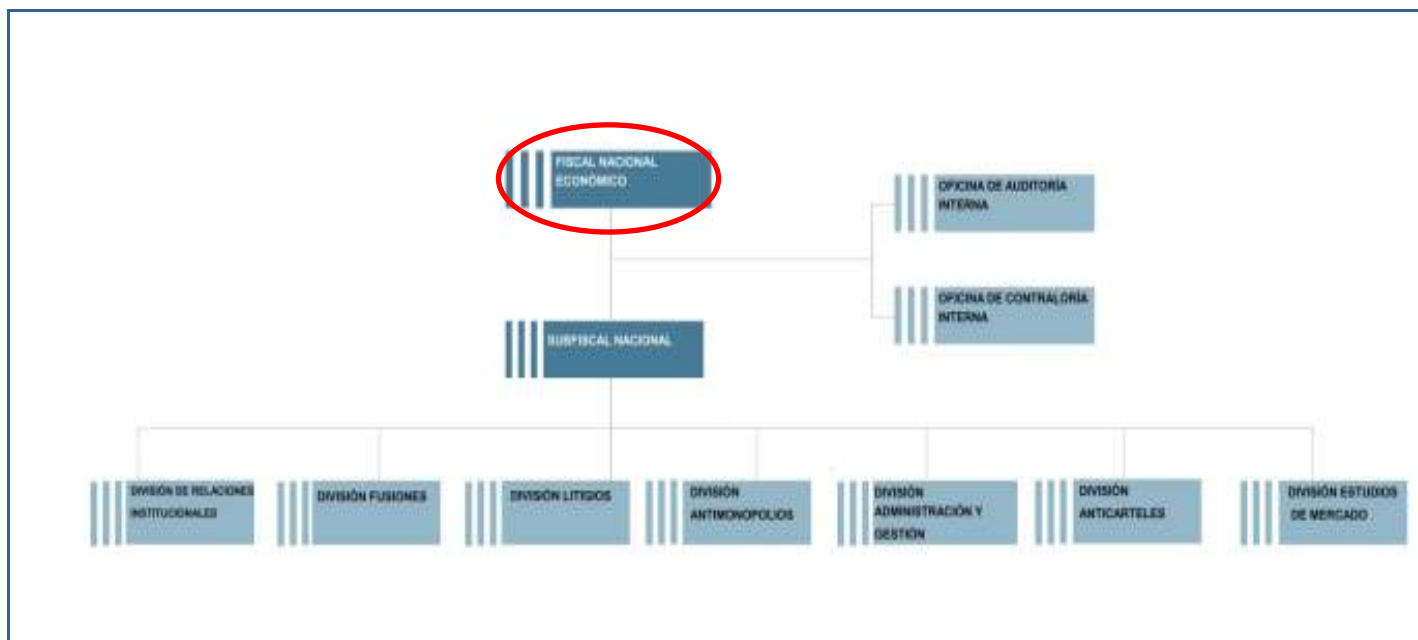 FISCAL NACIONAL
ECONÓMICO
OFICINA DE AUDITORÍA
INTERNA
OFICINA DE CONTRALORÍA
INTERNA
SUBFISCAL NACIONAL
DIVISIÓN DE RELACIONES
INSTITUCIONALES
DIVISIÓN FUSIONES
DIVISIÓN LITIGIOS
DIVISIÓN
ANTIMONOPOLIOS
DIVISIÓN
ADMINISTRACIÓN Y
GESTIÓN
DIVISIÓN
ANTICARTELES
DIVISIÓN ESTUDIOS
DE MERCADO